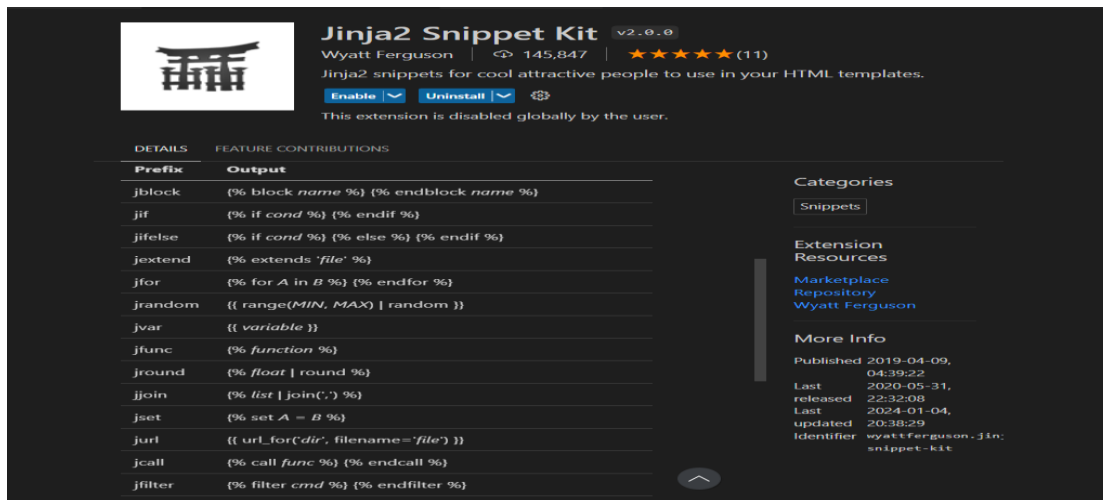 Jinja2 Snippet Kit v2.0.0
Wyatt Ferguson 145,847 (11)
Jinja2 snippets for cool attractive people to use in your HTML templates.
Enable Uninstall
This extension is disabled globally by the user.
DETAILS FEATURE CONTRIBUTIONS
Prefix Output
jblock {% block name %} {% endblock name %}
jif {% if cond %} {% endif %}
jifelse {% if cond %} {% else %} {% endif %}
jextend {% extends 'file' %}
jfor {% for A in B %} {% endfor %}
jrandom {{ range(MIN, MAX) | random }}
jvar {{ variable }}
jfunc {% function %}
jround {% float | round %}
jjoin {% list | join(',') %}
jset {% set A = B %}
jurl {{ url_for('dir', filename='file') }}
jcall {% call func %} {% endcall %}
jfilter {% filter cmd %} {% endfilter %}
Categories
Snippets
Extension
Resources
Marketplace
Repository
Wyatt Ferguson
More Info
Published 2019-04-09,
04:39:22
Last 2020-05-31,
released 22:32:08
Last 2024-01-04,
updated 20:38:29
Identifier wyattferguson.jin
snippet-kit